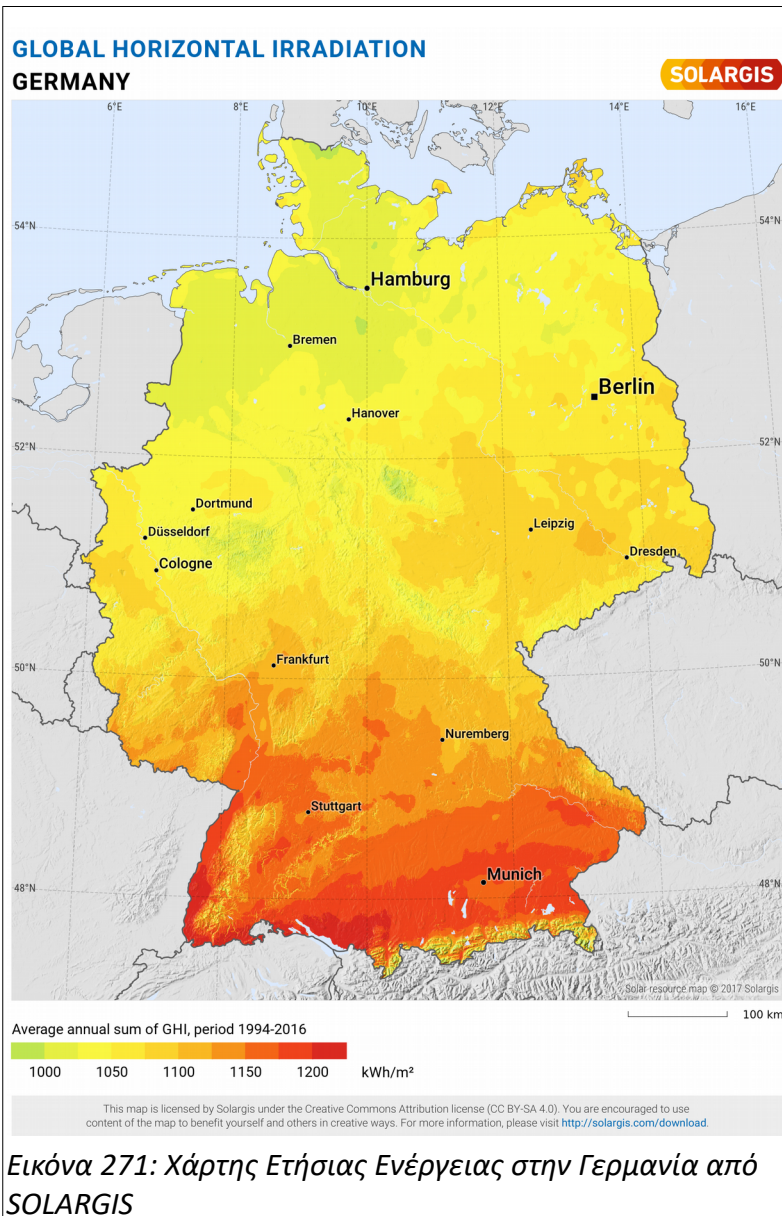 GLOBAL HORIZONTAL IRRADIATION
GERMANY
SOLARGIS
6°E 8°E 10°E 12°E 14°E 16°E
54°N 54°N
Hamburg
Bremen
Berlin
Hanover
52°N 52°N
Dortmund
Leipzig
Düsseldorf
Dresden
Cologne
Frankfurt
50°N 50°N
Nuremberg
Stuttgart
Munich
48°N 48°N
Solar resource map © 2017 Solargis
100 km
Average annual sum of GHI, period 1994-2016
1000 1050 1100 1150 1200 kWh/m²
This map is licensed by Solargis under the Creative Commons Attribution license (CC BY-SA 4.0). You are encouraged to use
content of the map to benefit yourself and others in creative ways. For more information, please visit http://solargis.com/download.
Εικόνα 271: Χάρτης Ετήσιας Ενέργειας στην Γερμανία από
SOLARGIS